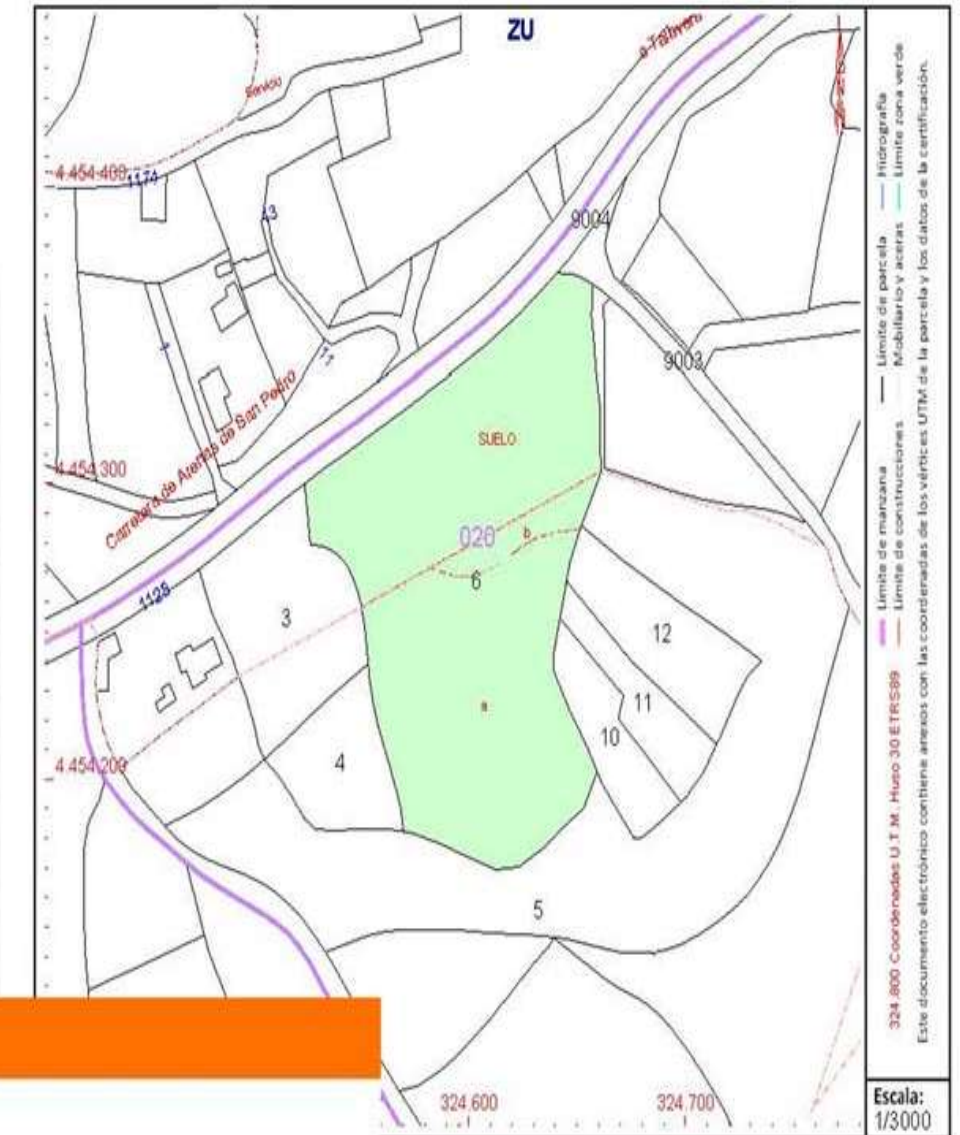 ZU
a Talavera
Servicio
4.454.400
1174
13
9004
11
9003
Carretera de Arenas de San Pedro
SUELO
4.454.300
020
b
6
1128
3
12
11
a
10
4
4.454.200
5
324.600
324.700
Límite de manzana
Límite de parcela
Hidrografía
Límite de construcciones
Mobiliario y aceras
Límite zona verde
324.800 Coordenadas U.T.M. Huso 30 ETRS89
Este documento electrónico contiene anexos con las coordenadas de los vértices UTM de la parcela y los datos de la certificación.
Escala:
1/3000